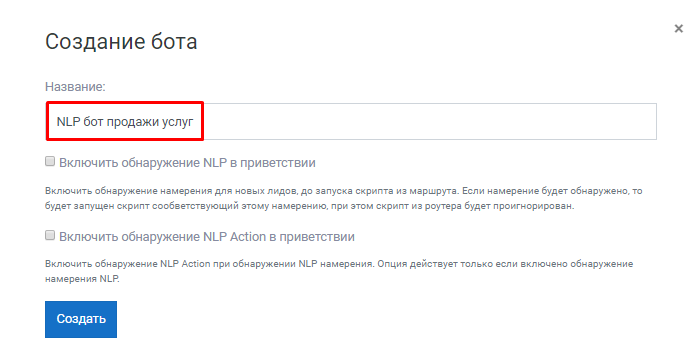 Создание бота
×
Название:
NLP бот продажи услуг
Включить обнаружение NLP в приветствии
Включить обнаружение намерения для новых лидов, до запуска скрипта из маршрута. Если намерение будет обнаружено, то
будет запущен скрипт сообветствующий этому намерению, при этом скрипт из роутера будет проигнорирован.
Включить обнаружение NLP Action в приветствии
Включить обнаружение NLP Action при обнаружении NLP намерения. Опция действует только если включено обнаружение
намерения NLP.
Создать